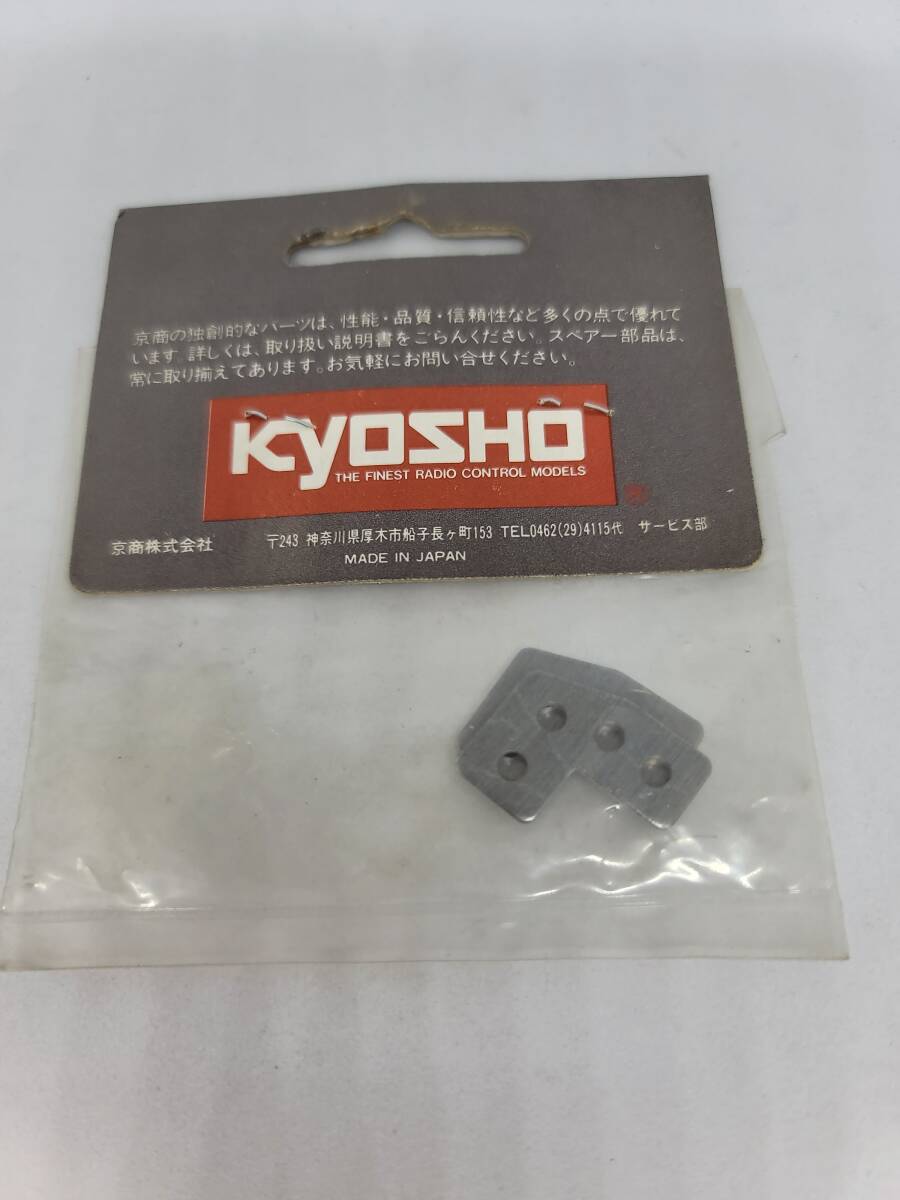 京商の独創的なパーツは、性能・品質・信頼性など多くの点で優れて
います。詳しくは、取り扱い説明書をごらんください。スペアー部品は、
常に取り揃えてあります。お気軽にお問い合せください。
KYOSHO
THE FINEST RADIO CONTROL MODELS
京商株式会社 〒243 神奈川県厚木市船子長ヶ町153 TEL0462(29)4115代 サービス部
MADE IN JAPAN